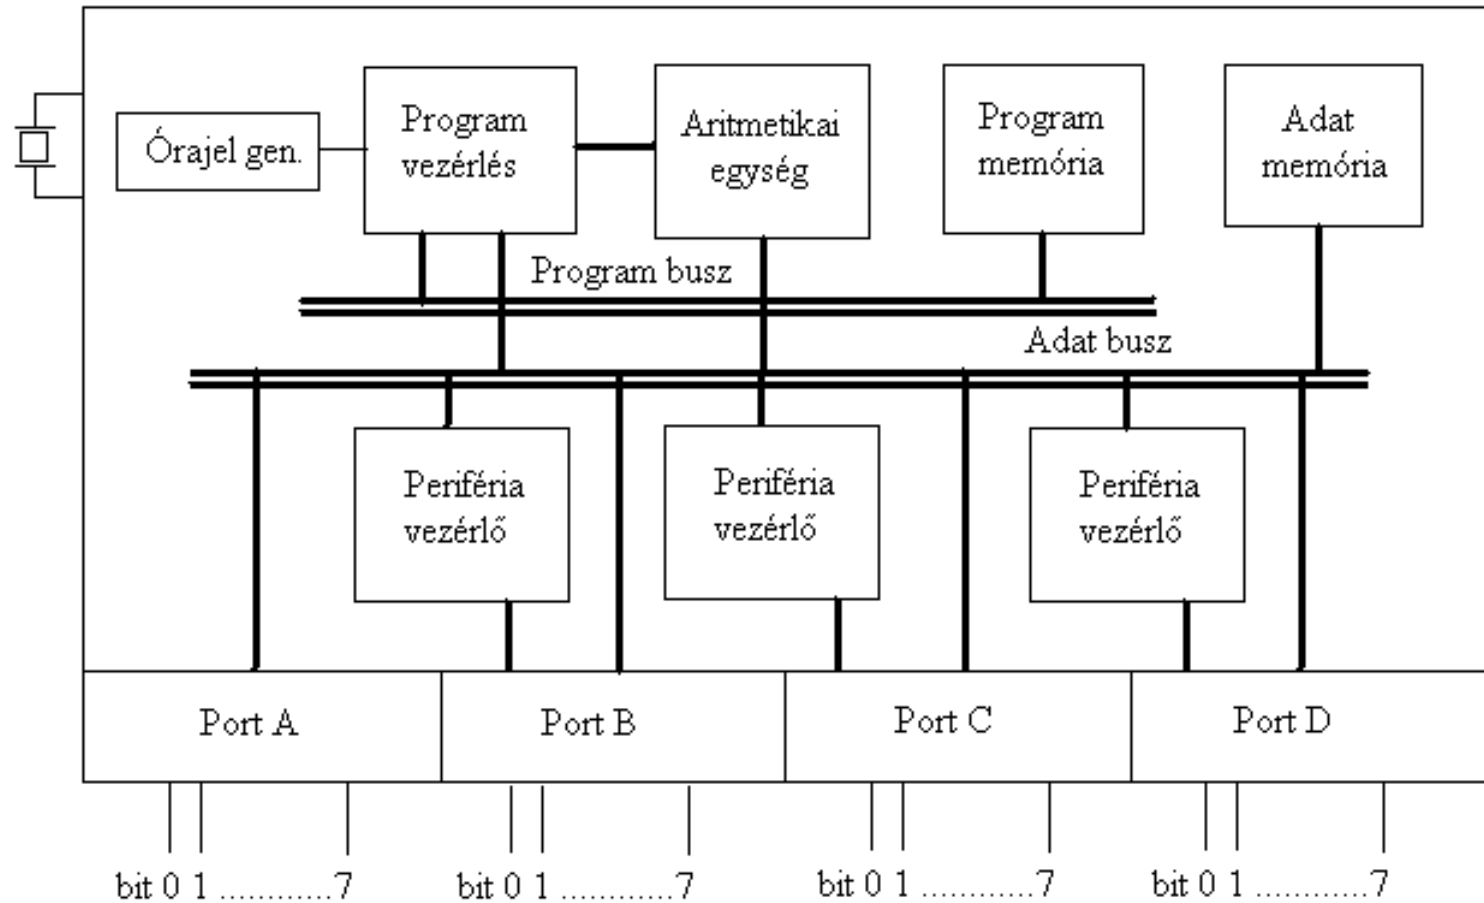 Órajel gen.
Program
vezérlés
Aritmetikai
egység
Program
memória
Adat
memória
Program busz
Adat busz
Periféria
vezérlő
Periféria
vezérlő
Periféria
vezérlő
Port A
Port B
Port C
Port D
bit 0 1 ............7
bit 0 1 ............7
bit 0 1 ............7
bit 0 1 ............7